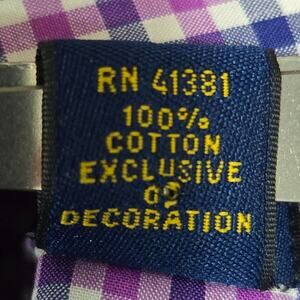 RN 41381
100%
COTTON
EXCLUSIVE
OF
DECORATION